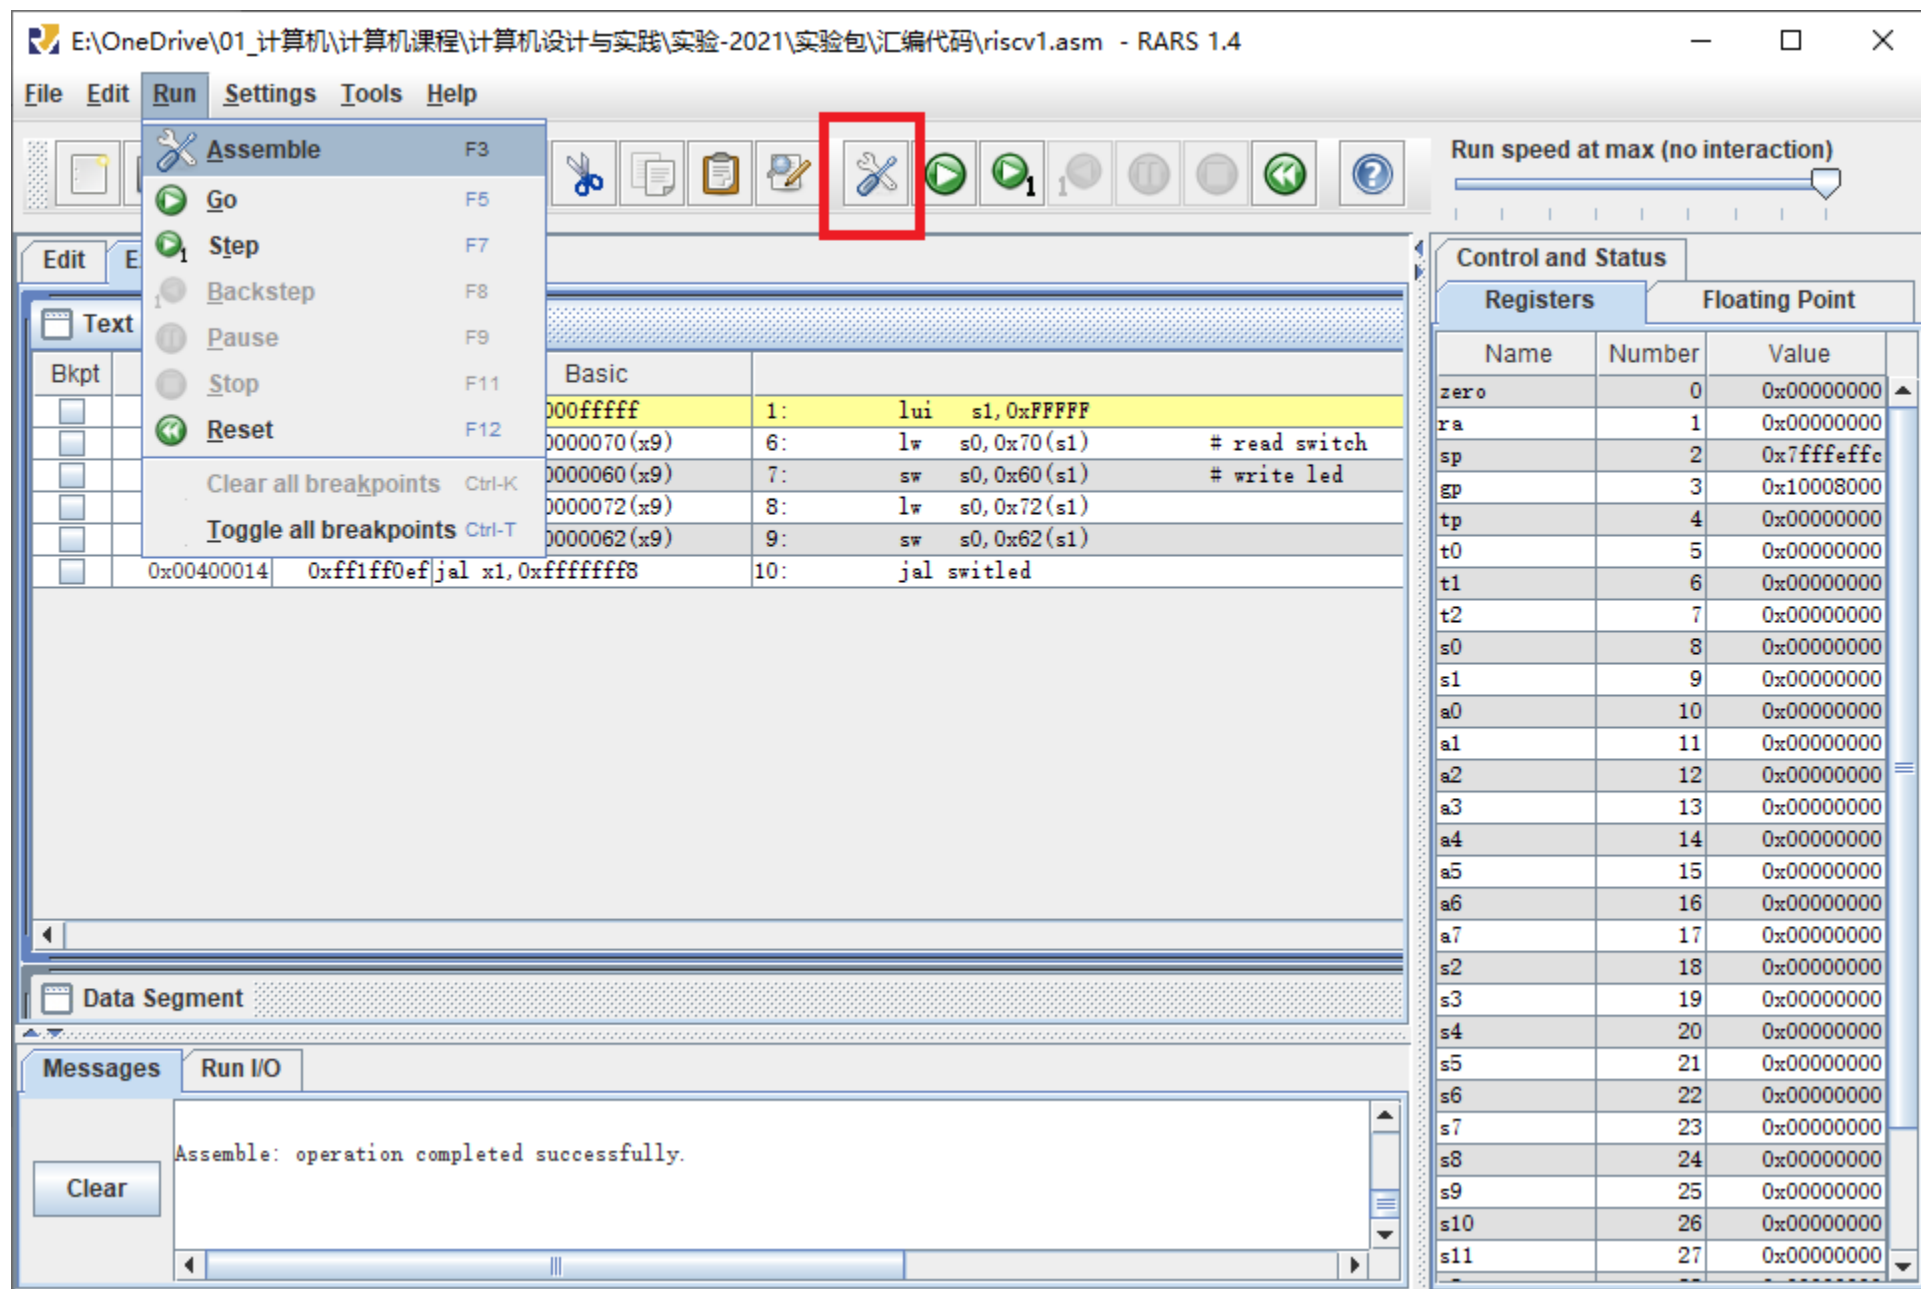 E:\OneDrive\01_计算机\计算机课程\计算机设计与实践\实验-2021\实验包\汇编代码\riscv1.asm - RARS 1.4
File Edit Run Settings Tools Help
Run speed at max (no interaction)
Assemble F3
Go F5
Step F7
Backstep F8
Pause F9
Stop F11
Reset F12
Clear all breakpoints Ctrl-K
Toggle all breakpoints Ctrl-T
Edit E
Text
Bkpt Basic
000fffff 1: lui s1,0xFFFFF
0000070(x9) 6: lw s0,0x70(s1) # read switch
0000060(x9) 7: sw s0,0x60(s1) # write led
0000072(x9) 8: lw s0,0x72(s1)
0000062(x9) 9: sw s0,0x62(s1)
0x00400014 0xff1ff0ef jal x1,0xfffffff8 10: jal switled
Data Segment
Messages Run I/O
Assemble: operation completed successfully.
Clear
Control and Status
Registers Floating Point
Name Number Value
zero 0 0x00000000
ra 1 0x00000000
sp 2 0x7fffeffc
gp 3 0x10008000
tp 4 0x00000000
t0 5 0x00000000
t1 6 0x00000000
t2 7 0x00000000
s0 8 0x00000000
s1 9 0x00000000
a0 10 0x00000000
a1 11 0x00000000
a2 12 0x00000000
a3 13 0x00000000
a4 14 0x00000000
a5 15 0x00000000
a6 16 0x00000000
a7 17 0x00000000
s2 18 0x00000000
s3 19 0x00000000
s4 20 0x00000000
s5 21 0x00000000
s6 22 0x00000000
s7 23 0x00000000
s8 24 0x00000000
s9 25 0x00000000
s10 26 0x00000000
s11 27 0x00000000